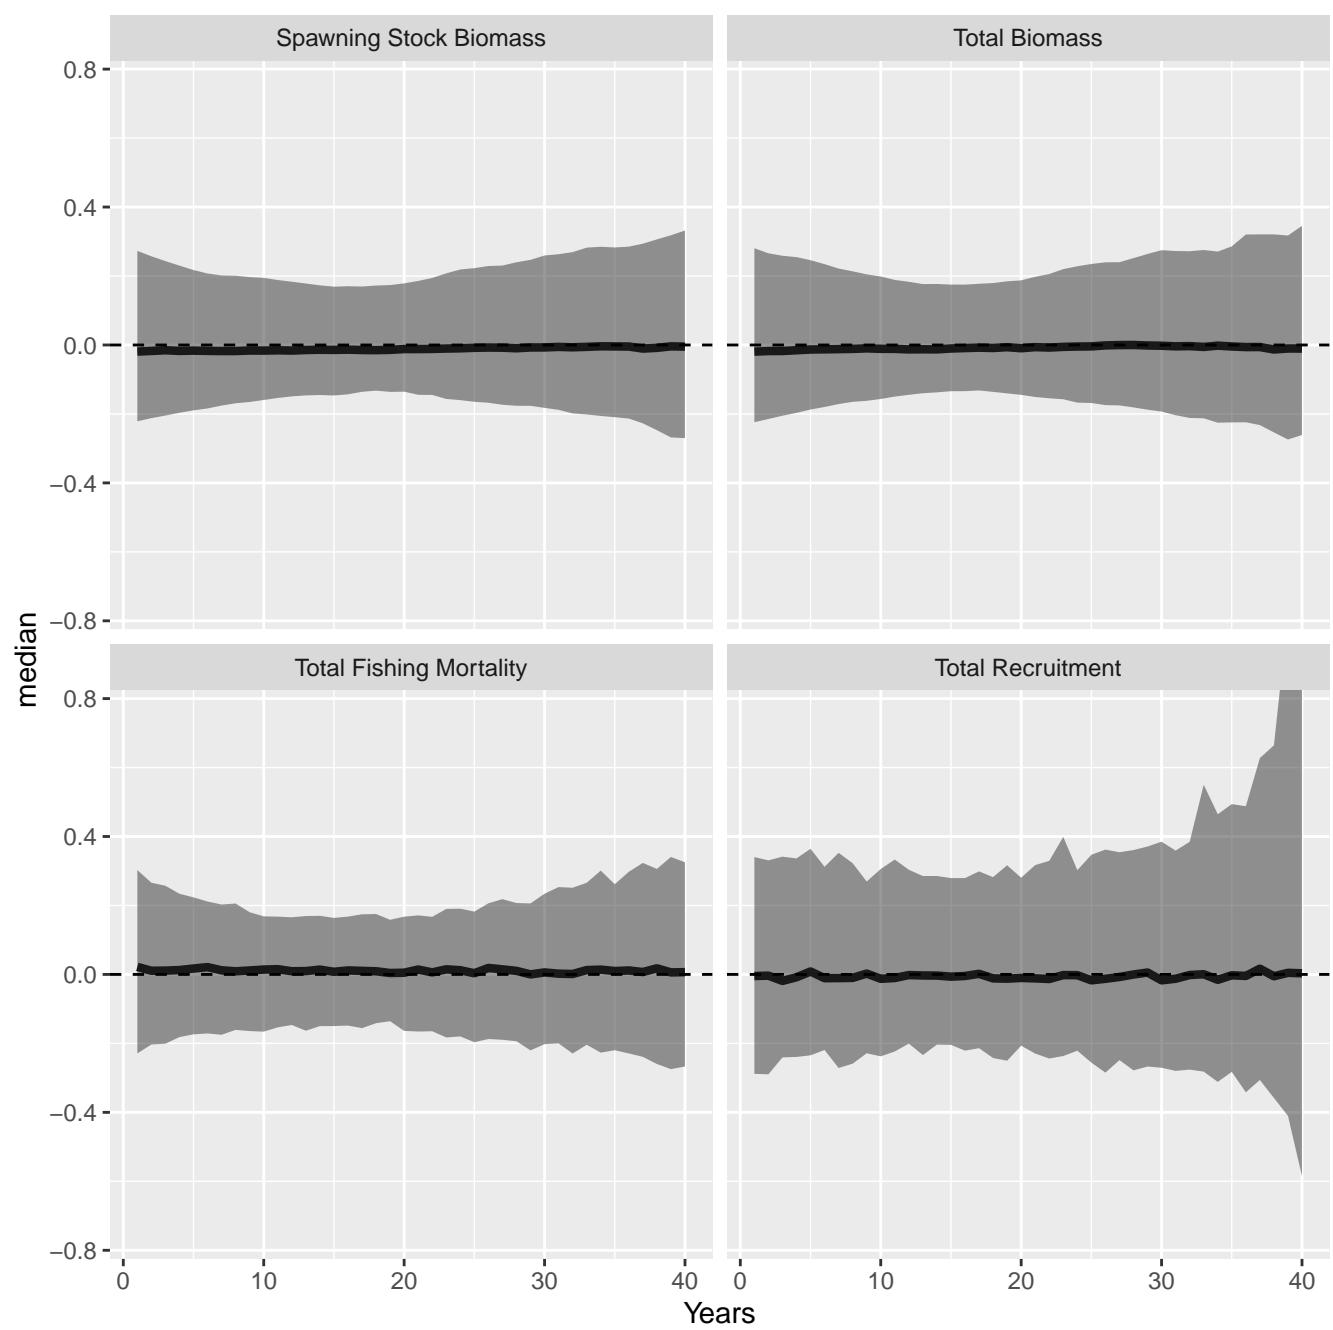 Spawning Stock Biomass
Total Biomass
0.8
0.4
0.0
−0.4
−0.8
median
Total Fishing Mortality
Total Recruitment
0.8
0.4
0.0
−0.4
−0.8
0 10 20 30 40
0 10 20 30 40
Years